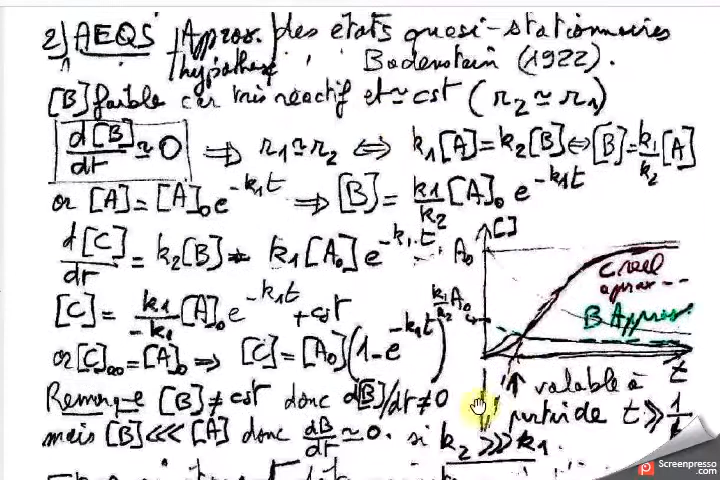 2) AEQS Approx. des états quasi-stationnaires
hypothèse Bodenstein (1922).
[B] faible car très réactif et ≃ cst (r2 ≃ r1)
d[B]/dt ≃ 0 ⇒ r1 ≃ r2 ⇔ k1[A] = k2[B] ⇔ [B] = k1/k2 [A]
or [A] = [A]₀ e^-k1t ⇒ [B] = k1/k2 [A]₀ e^-k1t
d[C]/dt = k2[B] = k1[A₀] e^-k1.t
[C] = k1/-k1 [A]₀ e^-k1t + cst
or [C]∞ = [A]₀ ⇒ [C] = [A₀](1 - e^-k1t)
[C]
A₀
C réel
approx ---
k1/k2 A₀
B Approx.
t
Remarque [B] ≠ cst donc d[B]/dt ≠ 0
valable à
partir de t ≫ 1/
mais [B] ⋘ [A] donc dB/dt ≃ 0. si k2 ⋙ k1.
Screenpresso